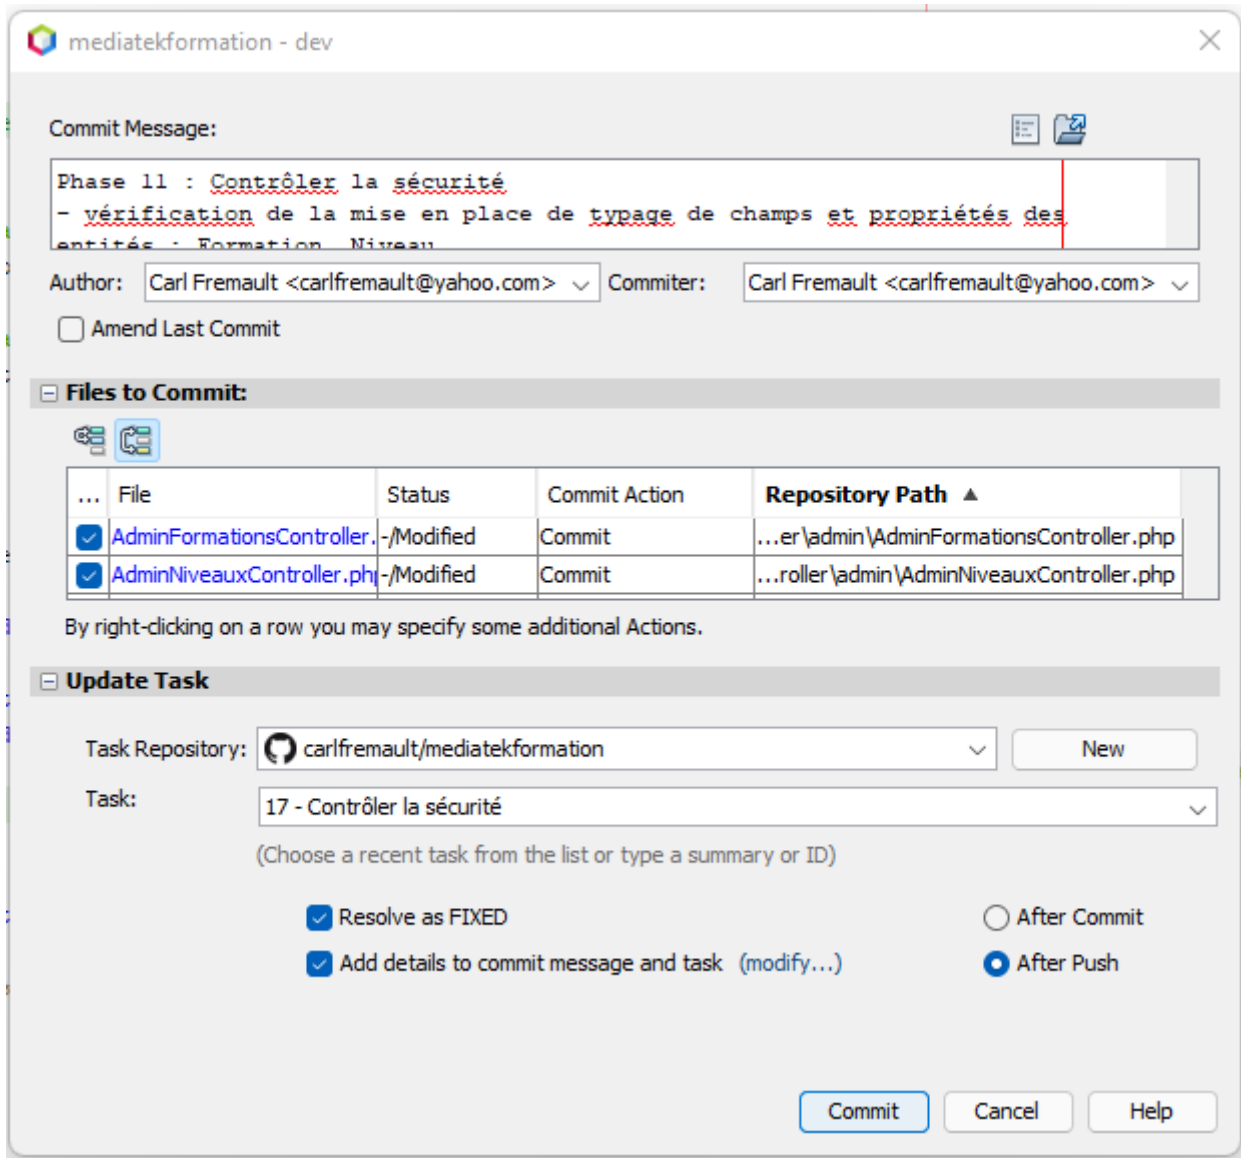 mediatekformation - dev
Commit Message:
Phase 11 : Contrôler la sécurité
- vérification de la mise en place de typage de champs et propriétés des
entités : Formation, Niveau
Author: Carl Fremault <carlfremault@yahoo.com> Commiter: Carl Fremault <carlfremault@yahoo.com>
Amend Last Commit
Files to Commit:
... File Status Commit Action Repository Path
AdminFormationsController. -/Modified Commit ...er\admin\AdminFormationsController.php
AdminNiveauxController.php -/Modified Commit ...roller\admin\AdminNiveauxController.php
By right-clicking on a row you may specify some additional Actions.
Update Task
Task Repository: carlfremault/mediatekformation New
Task: 17 - Contrôler la sécurité
(Choose a recent task from the list or type a summary or ID)
Resolve as FIXED After Commit
Add details to commit message and task (modify...) After Push
Commit Cancel Help